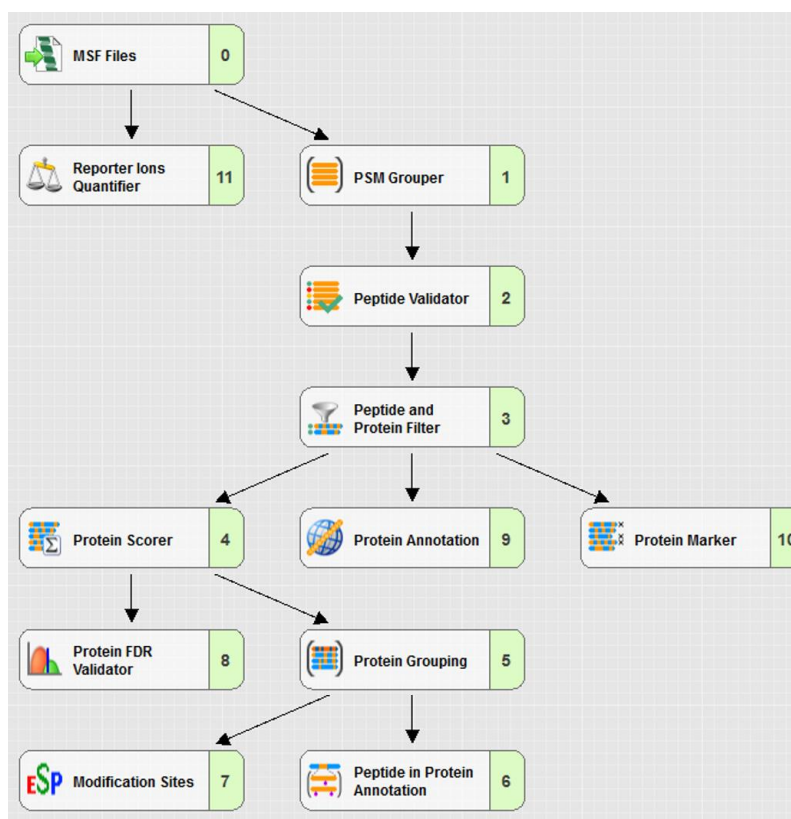 MSF Files 0
Reporter Ions
Quantifier 11
PSM Grouper 1
Peptide Validator 2
Peptide and
Protein Filter 3
Protein Scorer 4
Protein Annotation 9
Protein Marker 10
Protein FDR
Validator 8
Protein Grouping 5
ESP Modification Sites 7
Peptide in Protein
Annotation 6